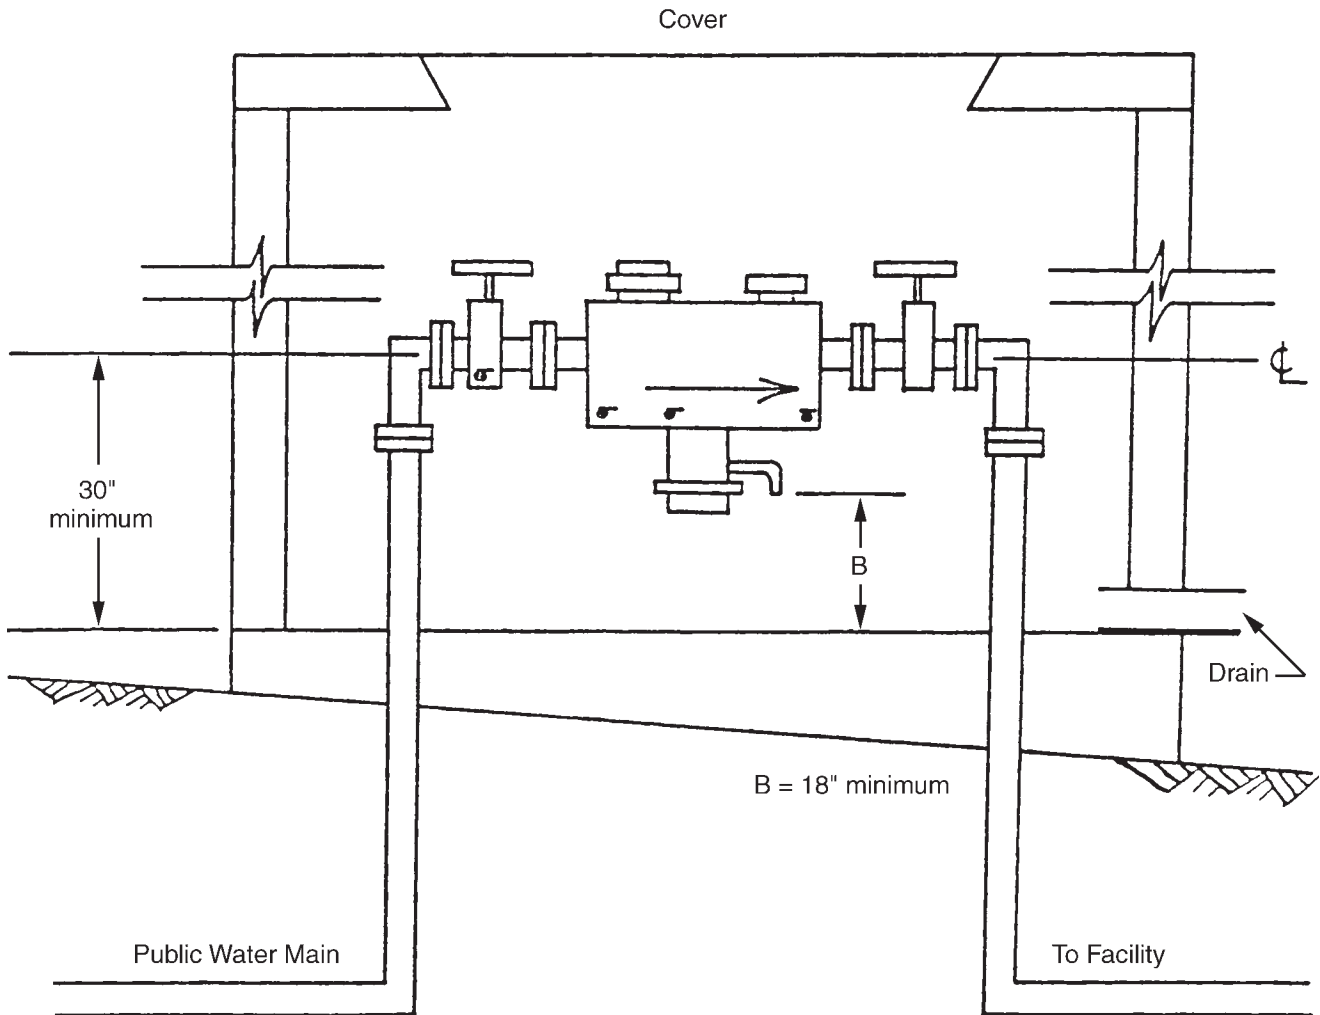 Cover
30"
minimum
B
Drain
B = 18" minimum
Public Water Main
To Facility